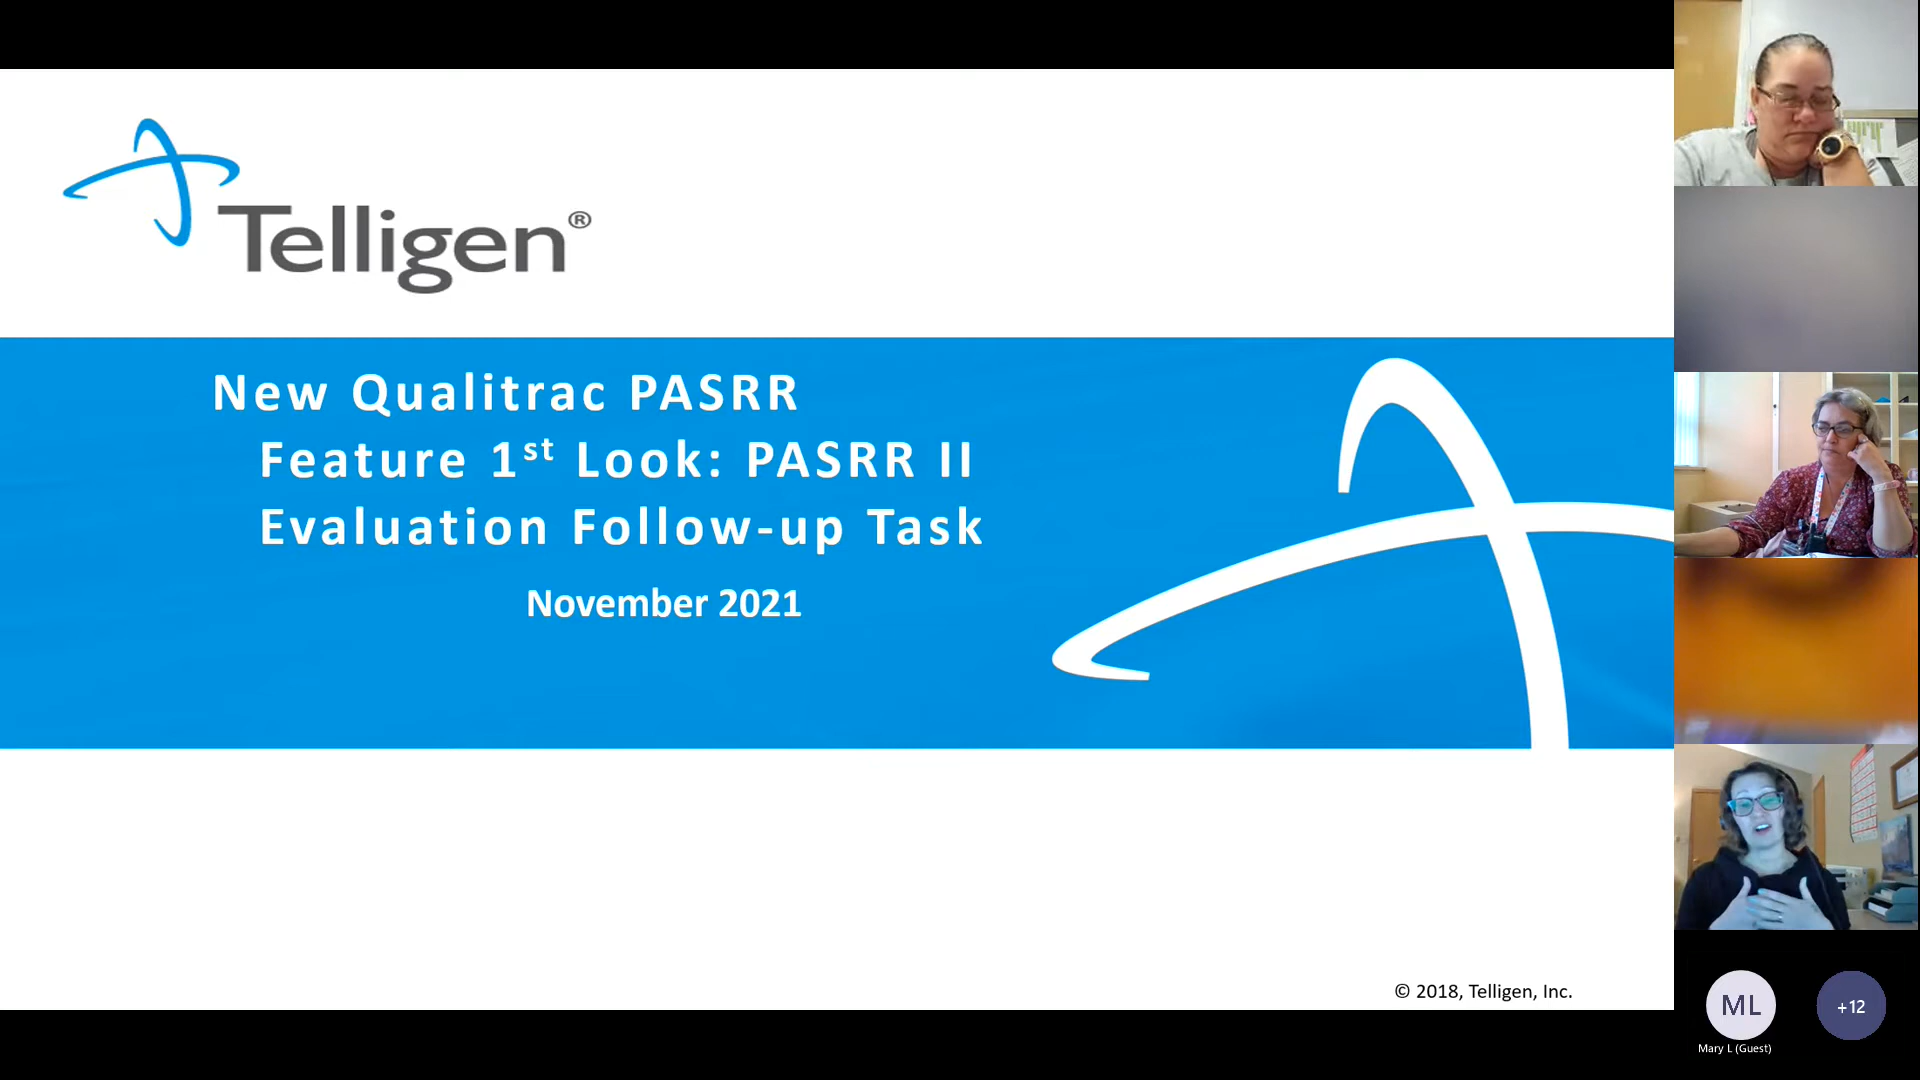 Telligen®
New Qualitrac PASRR
Feature 1st Look: PASRR II
Evaluation Follow-up Task
November 2021
© 2018, Telligen, Inc.
ML
+12
Mary L (Guest)